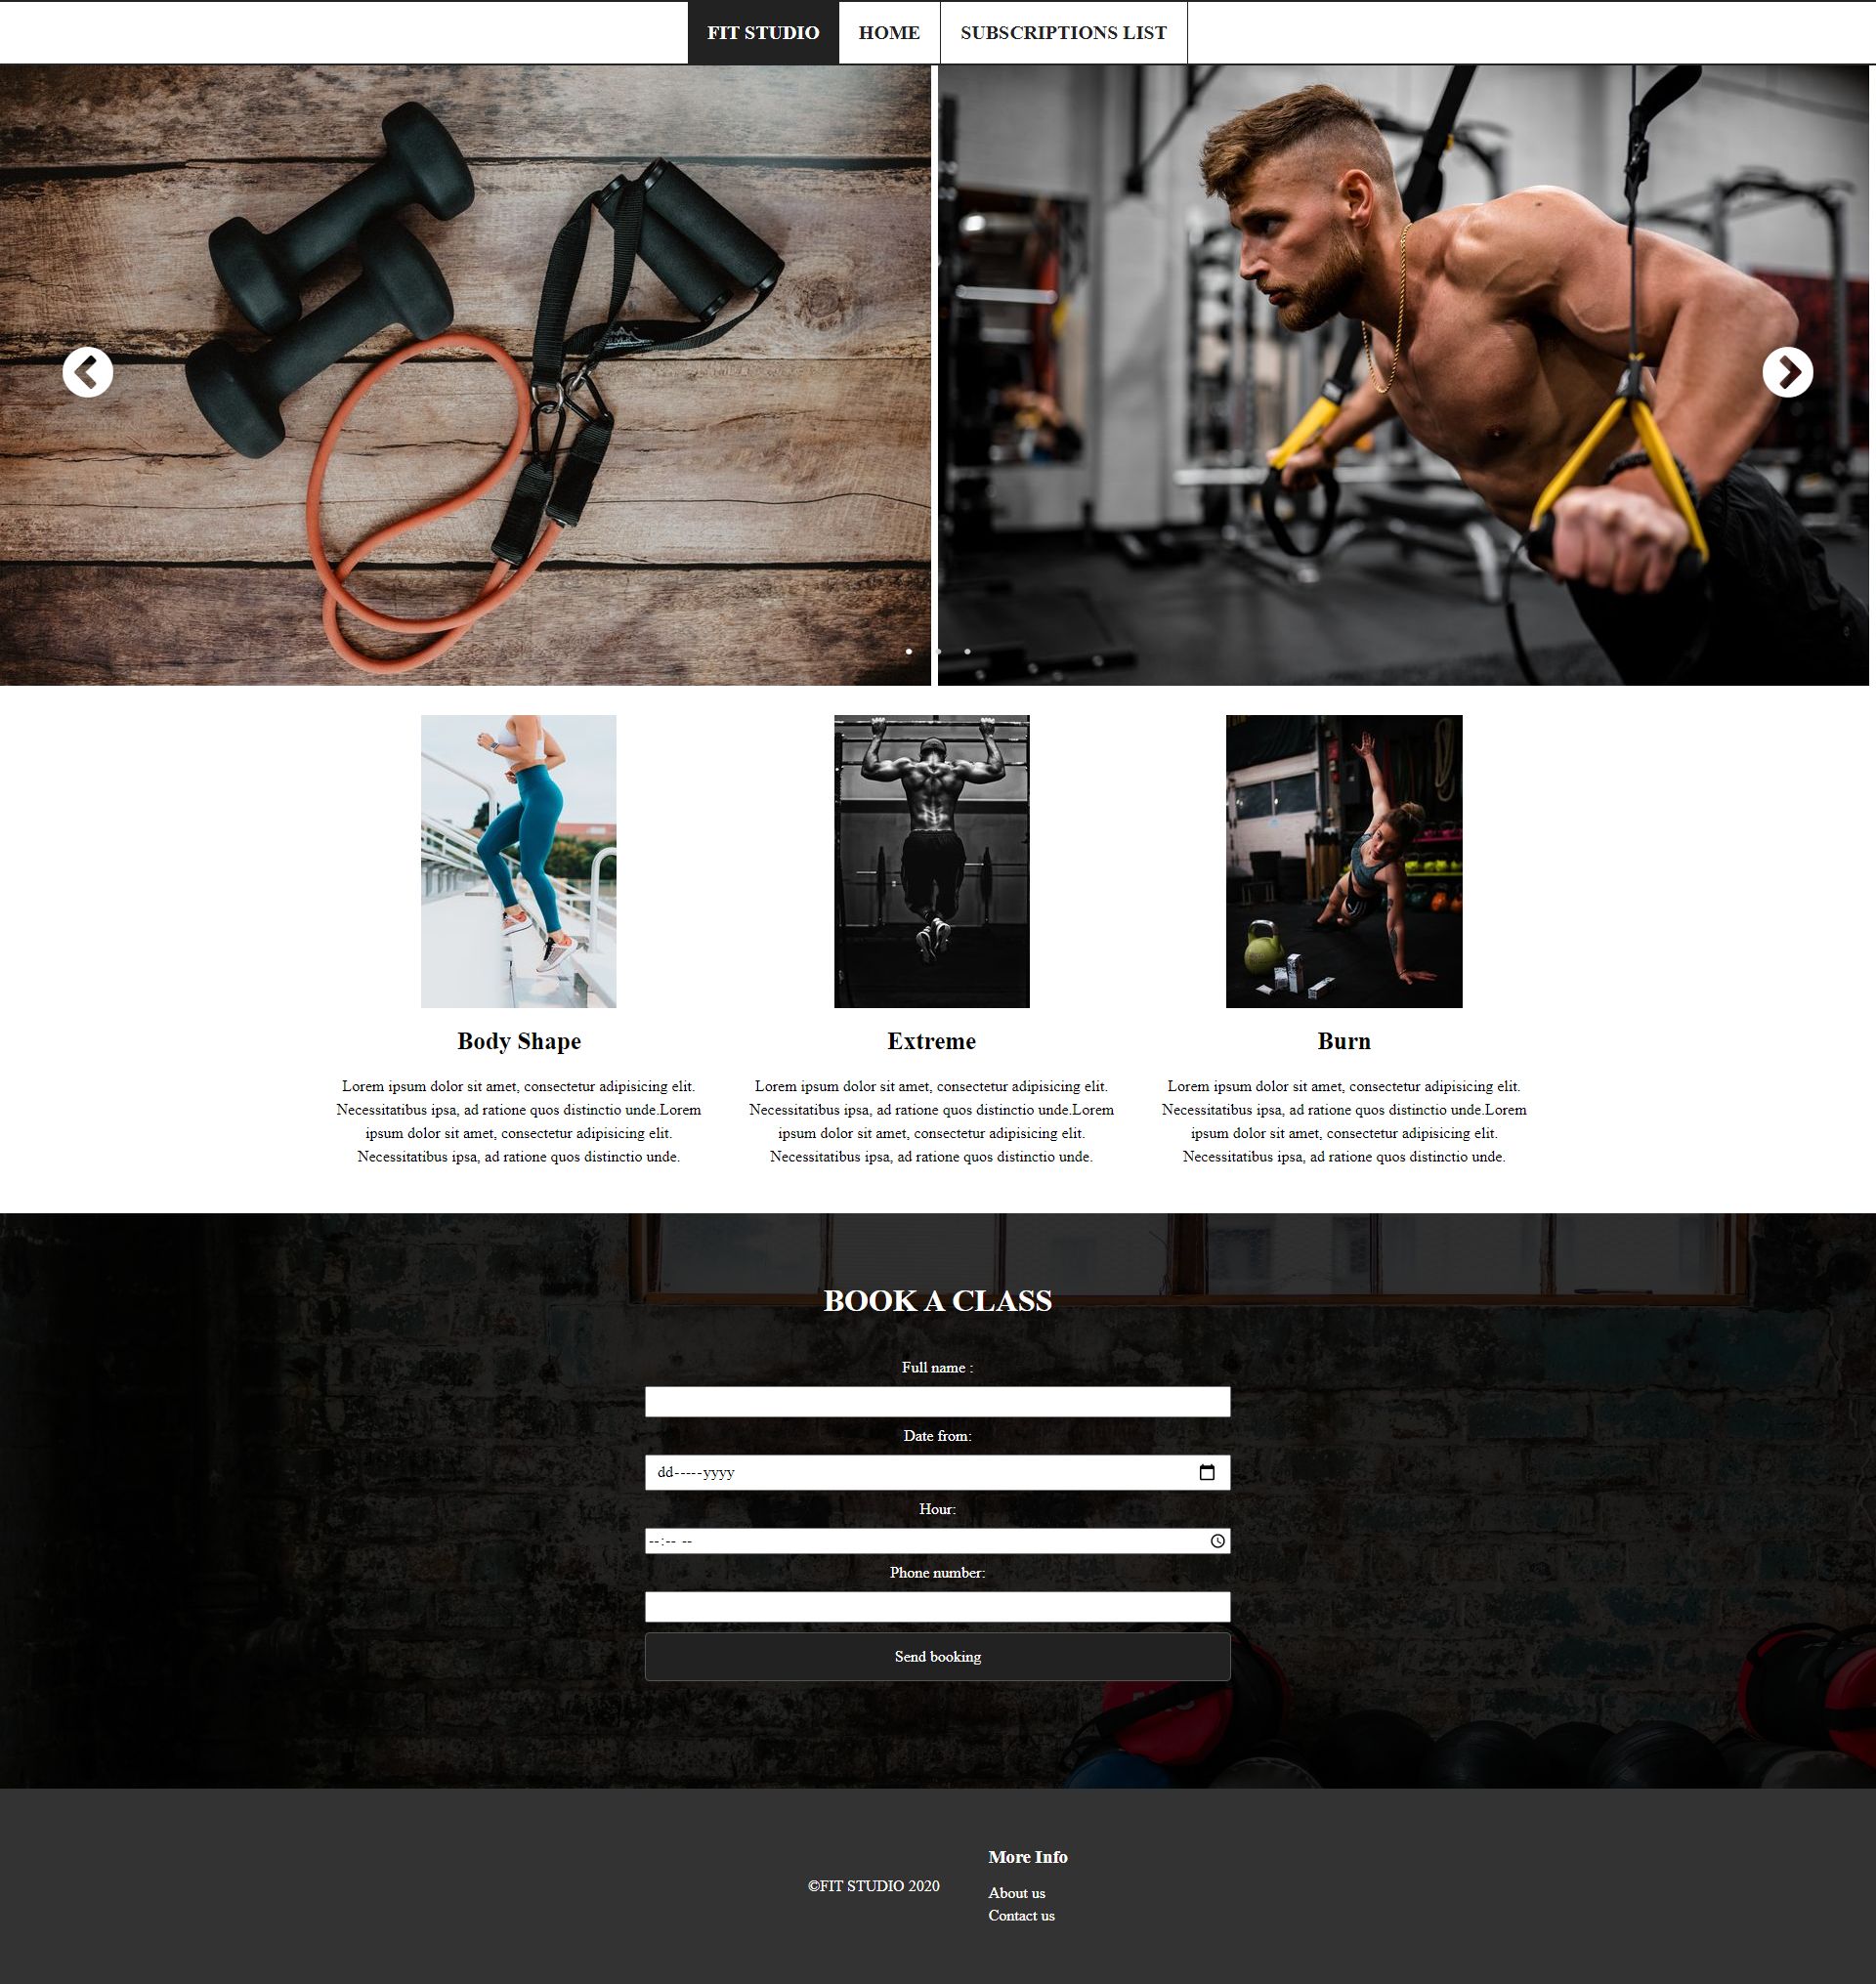 FIT STUDIO HOME SUBSCRIPTIONS LIST
Body Shape
Lorem ipsum dolor sit amet, consectetur adipisicing elit.
Necessitatibus ipsa, ad ratione quos distinctio unde.Lorem
ipsum dolor sit amet, consectetur adipisicing elit.
Necessitatibus ipsa, ad ratione quos distinctio unde.
Extreme
Lorem ipsum dolor sit amet, consectetur adipisicing elit.
Necessitatibus ipsa, ad ratione quos distinctio unde.Lorem
ipsum dolor sit amet, consectetur adipisicing elit.
Necessitatibus ipsa, ad ratione quos distinctio unde.
Burn
Lorem ipsum dolor sit amet, consectetur adipisicing elit.
Necessitatibus ipsa, ad ratione quos distinctio unde.Lorem
ipsum dolor sit amet, consectetur adipisicing elit.
Necessitatibus ipsa, ad ratione quos distinctio unde.
BOOK A CLASS
Full name :
Date from:
dd-----yyyy
Hour:
--:-- --
Phone number:
Send booking
©FIT STUDIO 2020
More Info
About us
Contact us